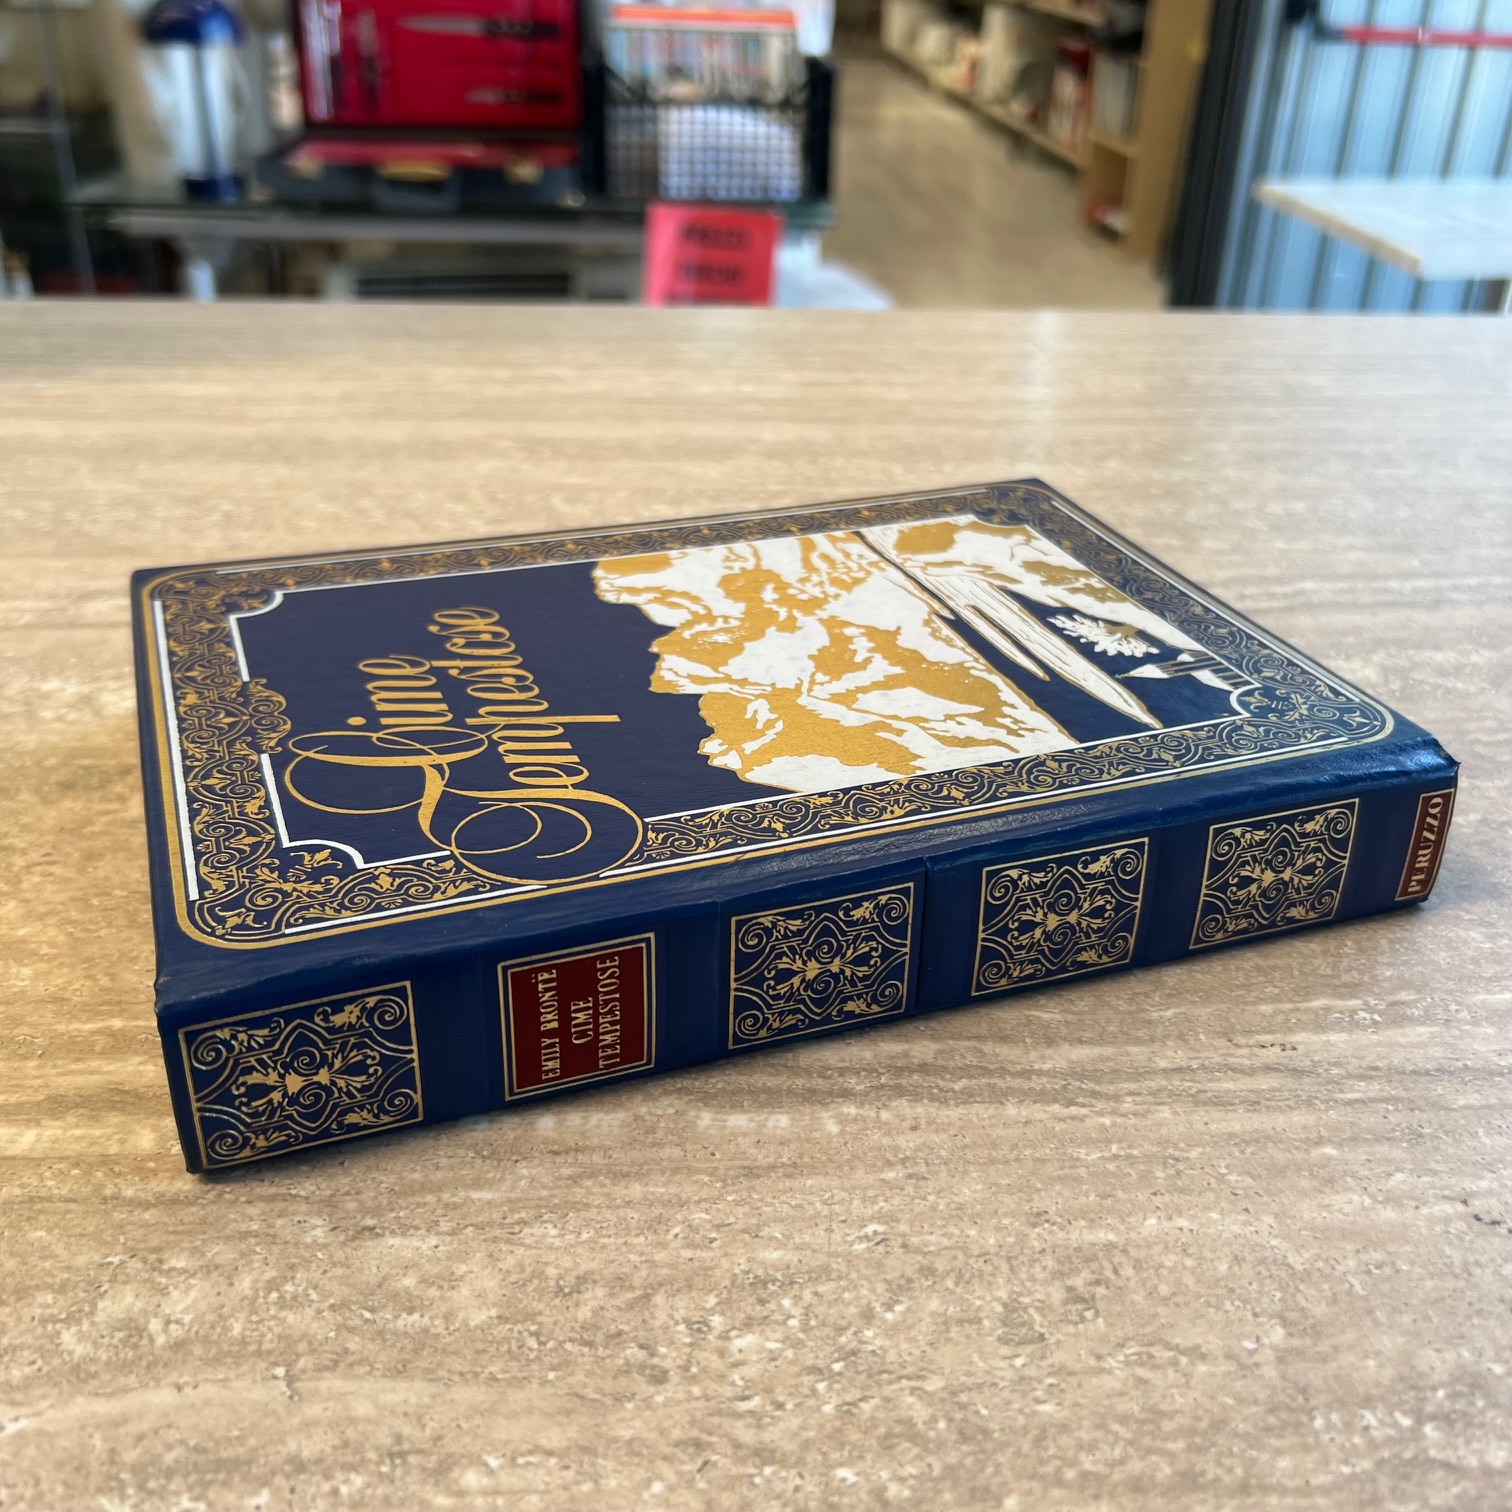 Cime
Tempestose
EMILY BRONTË
CIME
TEMPESTOSE
PERUZZO